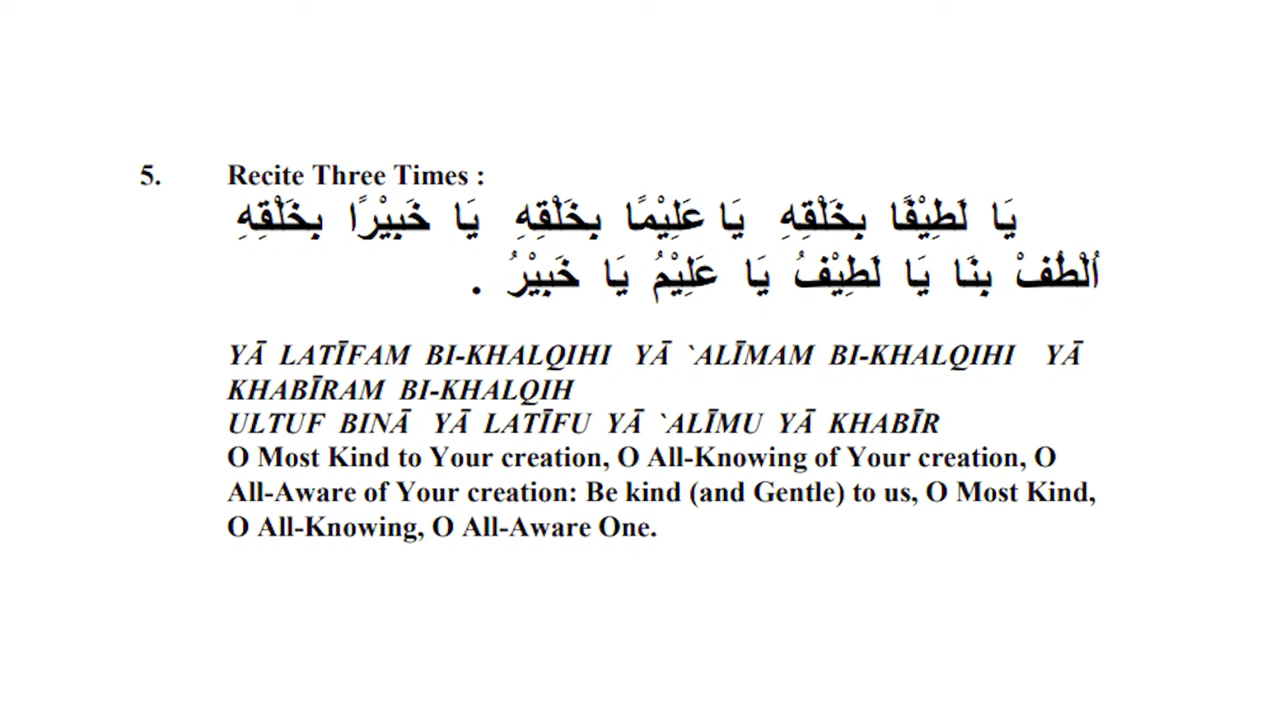 5. Recite Three Times :
يَا لَطِيْفًا بِخَلْقِهِ يَا عَلِيْمًا بِخَلْقِهِ يَا خَبِيْرًا بِخَلْقِهِ
اُلْطُفْ بِنَا يَا لَطِيْفُ يَا عَلِيْمُ يَا خَبِيْرُ .
YĀ LATĪFAM BI-KHALQIHI YĀ `ALĪMAM BI-KHALQIHI YĀ
KHABĪRAM BI-KHALQIH
ULTUF BINĀ YĀ LATĪFU YĀ `ALĪMU YĀ KHABĪR
O Most Kind to Your creation, O All-Knowing of Your creation, O
All-Aware of Your creation: Be kind (and Gentle) to us, O Most Kind,
O All-Knowing, O All-Aware One.